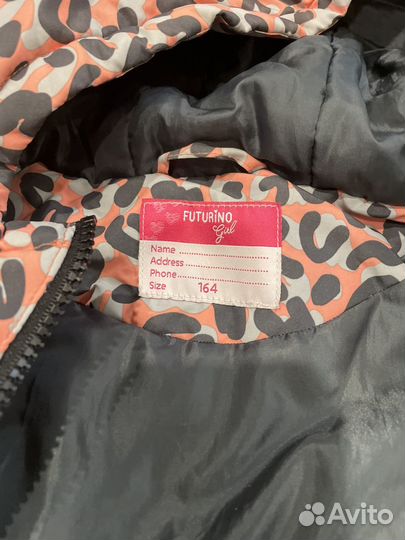 FUTURINO
Girl
Name
Address
Phone
Size 164
Avito